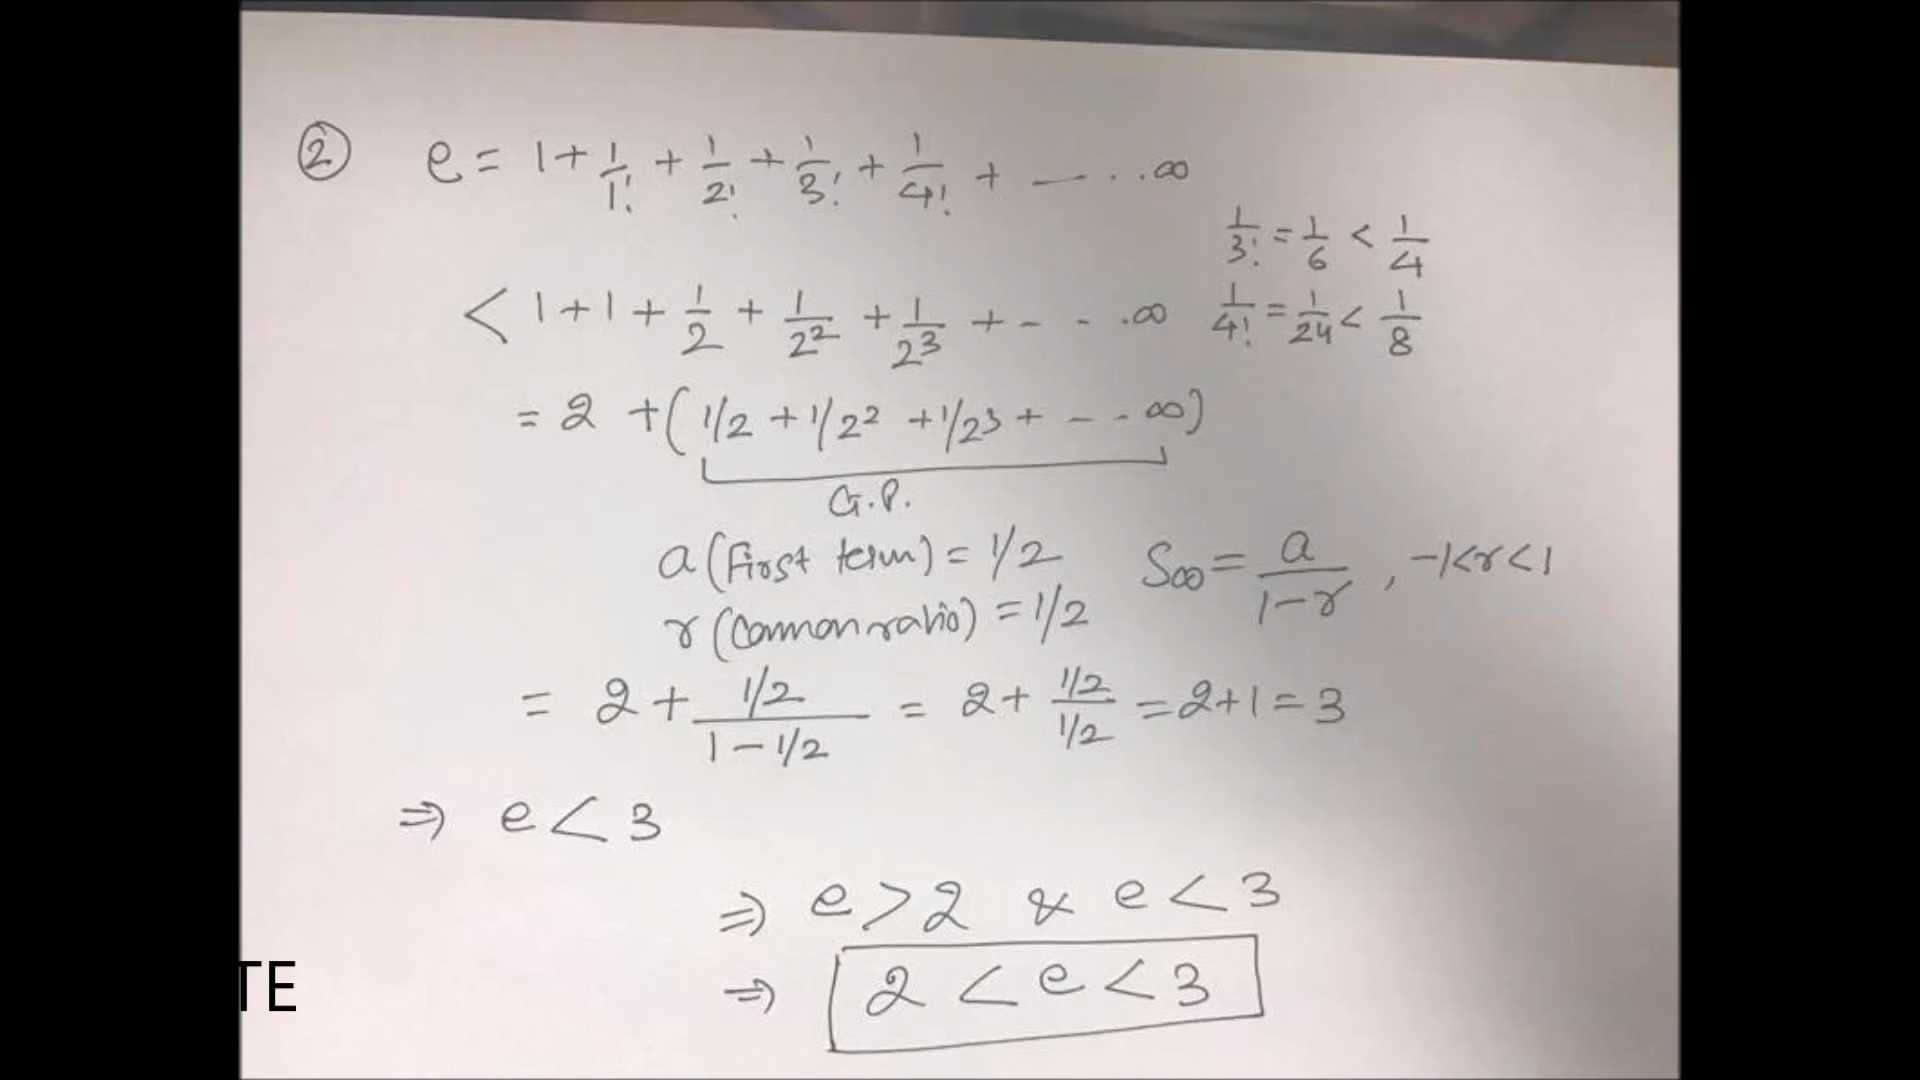 ② e = 1 + 1/1! + 1/2! + 1/3! + 1/4! + — . . . ∞
1/3! = 1/6 < 1/4
< 1 + 1 + 1/2 + 1/2² + 1/2³ + - - . . ∞
1/4! = 1/24 < 1/8
= 2 + ( 1/2 + 1/2² + 1/2³ + - - . ∞ )
G.P.
a (first term) = 1/2
S∞ = a/(1-r) , -1<r<1
r (common ratio) = 1/2
= 2 + (1/2)/(1 - 1/2) = 2 + (1/2)/(1/2) = 2+1 = 3
⇒ e < 3
⇒ e > 2 & e < 3
⇒ 2 < e < 3
TE